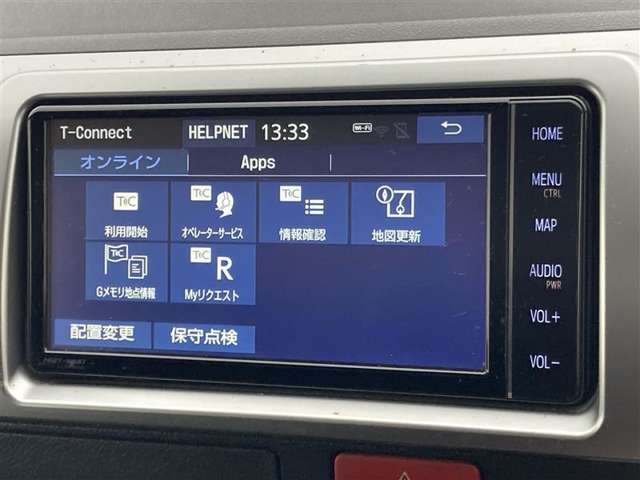 T-Connect HELPNET 13:33 Wi-Fi
オンライン Apps
T@C T@C T@C
利用開始 オペレーターサービス 情報確認 地図更新
T@C T@C R
Gメモリ地点情報 Myリクエスト
配置変更 保守点検
HOME
MENU
CTRL
MAP
AUDIO
PWR
VOL+
VOL-